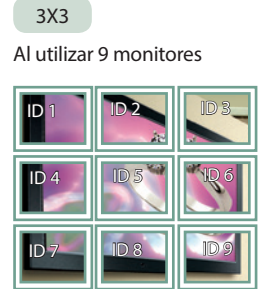 3X3
Al utilizar 9 monitores
ID 1 ID 2 ID 3
ID 4 ID 5 ID 6
ID 7 ID 8 ID 9